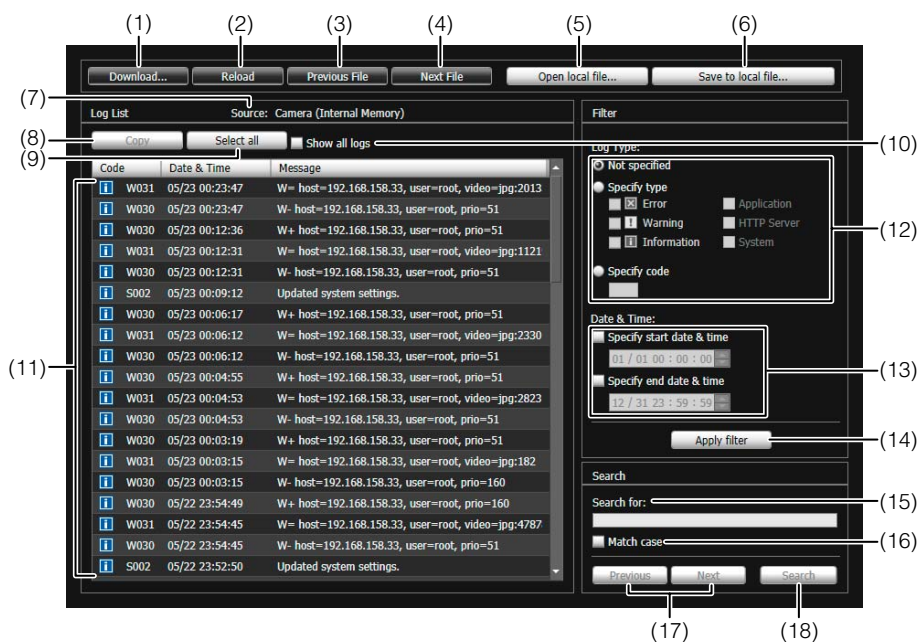 (1) (2) (3) (4) (5) (6)
Download... Reload Previous File Next File Open local file... Save to local file...
(7)
Log List Source: Camera (Internal Memory)
(8) Copy Select all Show all logs
(9)
Code Date & Time Message
W031 05/23 00:23:47 W= host=192.168.158.33, user=root, video=jpg:2013
W030 05/23 00:23:47 W- host=192.168.158.33, user=root, prio=51
W030 05/23 00:12:36 W+ host=192.168.158.33, user=root, prio=51
W031 05/23 00:12:31 W= host=192.168.158.33, user=root, video=jpg:1121
W030 05/23 00:12:31 W- host=192.168.158.33, user=root, prio=51
S002 05/23 00:09:12 Updated system settings.
W030 05/23 00:06:17 W+ host=192.168.158.33, user=root, prio=51
W031 05/23 00:06:12 W= host=192.168.158.33, user=root, video=jpg:2330
W030 05/23 00:06:12 W- host=192.168.158.33, user=root, prio=51
W030 05/23 00:04:55 W+ host=192.168.158.33, user=root, prio=51
W031 05/23 00:04:53 W= host=192.168.158.33, user=root, video=jpg:2823
W030 05/23 00:04:53 W- host=192.168.158.33, user=root, prio=51
W030 05/23 00:03:19 W+ host=192.168.158.33, user=root, prio=51
W031 05/23 00:03:15 W= host=192.168.158.33, user=root, video=jpg:182
W030 05/23 00:03:15 W- host=192.168.158.33, user=root, prio=160
W030 05/22 23:54:49 W+ host=192.168.158.33, user=root, prio=160
W031 05/22 23:54:45 W= host=192.168.158.33, user=root, video=jpg:4787
W030 05/22 23:54:45 W- host=192.168.158.33, user=root, prio=51
S002 05/22 23:52:50 Updated system settings.
(11)
Filter
(10)
Log Type:
Not specified
Specify type
Error Application
Warning HTTP Server
Information System
(12)
Specify code
Date & Time:
Specify start date & time
01 / 01 00 : 00 : 00
(13)
Specify end date & time
12 / 31 23 : 59 : 59
Apply filter (14)
Search
Search for: (15)
Match case (16)
Previous Next Search
(17) (18)